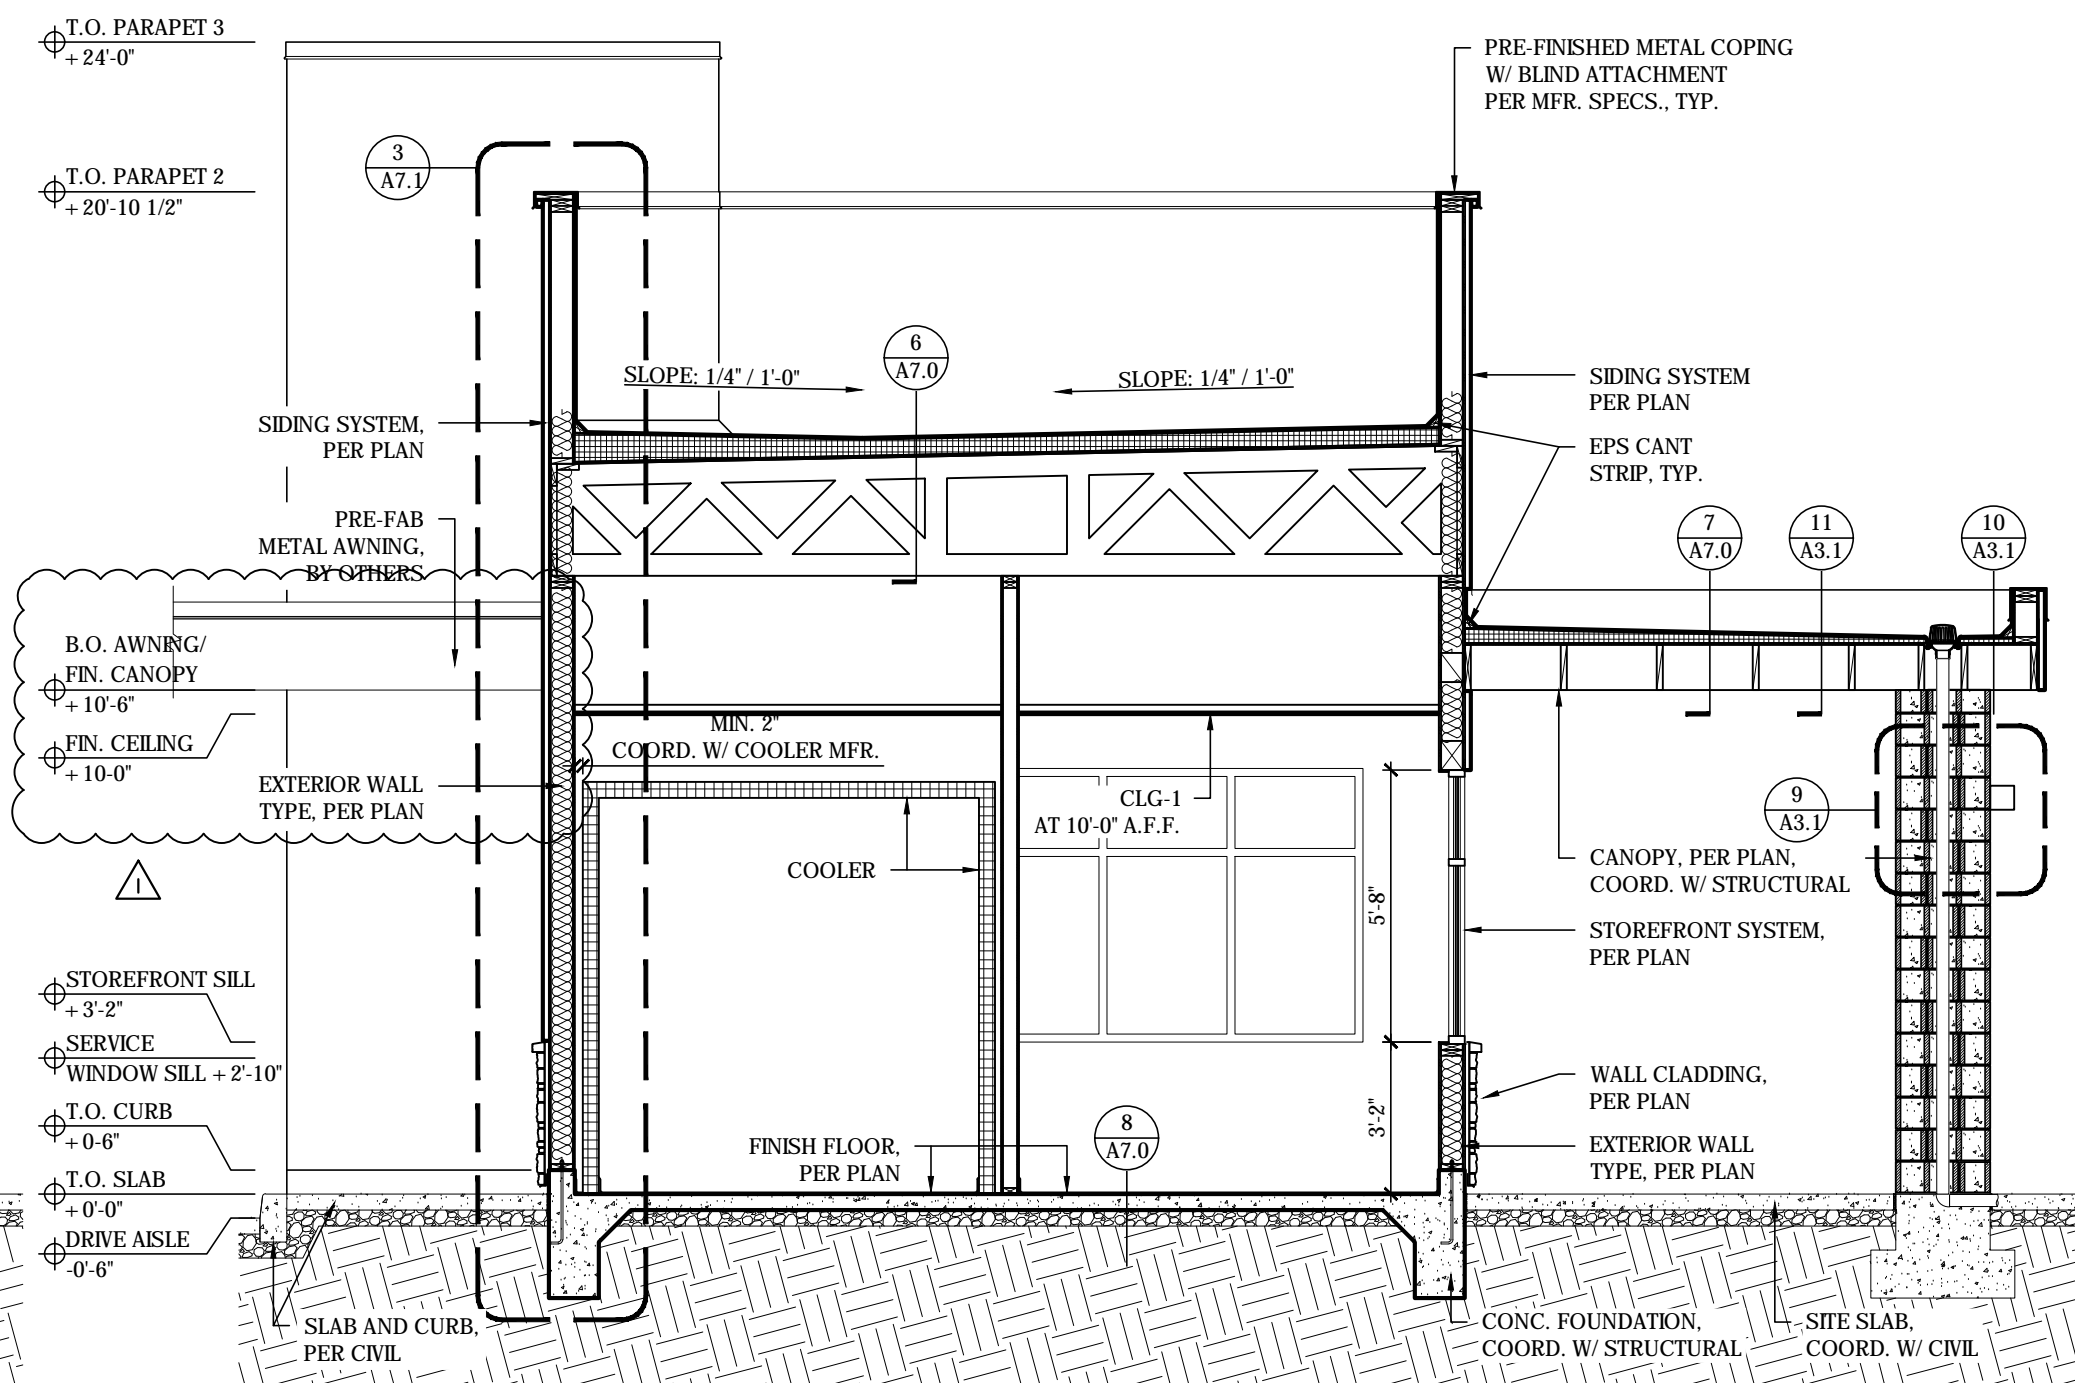 T.O. PARAPET 3
+24'-0"
T.O. PARAPET 2
+20'-10 1/2"
3
A7.1
PRE-FINISHED METAL COPING
W/ BLIND ATTACHMENT
PER MFR. SPECS., TYP.
6
A7.0
SLOPE: 1/4" / 1'-0"
SLOPE: 1/4" / 1'-0"
SIDING SYSTEM
PER PLAN
SIDING SYSTEM,
PER PLAN
EPS CANT
STRIP, TYP.
PRE-FAB
METAL AWNING,
BY OTHERS
7
A7.0
11
A3.1
10
A3.1
B.O. AWNING/
FIN. CANOPY
+10'-6"
FIN. CEILING
+10-0"
MIN. 2"
COORD. W/ COOLER MFR.
EXTERIOR WALL
TYPE, PER PLAN
CLG-1
AT 10'-0" A.F.F.
9
A3.1
COOLER
CANOPY, PER PLAN,
COORD. W/ STRUCTURAL
1
5'-8"
STOREFRONT SYSTEM,
PER PLAN
STOREFRONT SILL
+3'-2"
SERVICE
WINDOW SILL +2'-10"
WALL CLADDING,
PER PLAN
T.O. CURB
+0-6"
3'-2"
8
A7.0
FINISH FLOOR,
PER PLAN
EXTERIOR WALL
TYPE, PER PLAN
T.O. SLAB
+0'-0"
DRIVE AISLE
-0'-6"
SLAB AND CURB,
PER CIVIL
CONC. FOUNDATION,
COORD. W/ STRUCTURAL
SITE SLAB,
COORD. W/ CIVIL